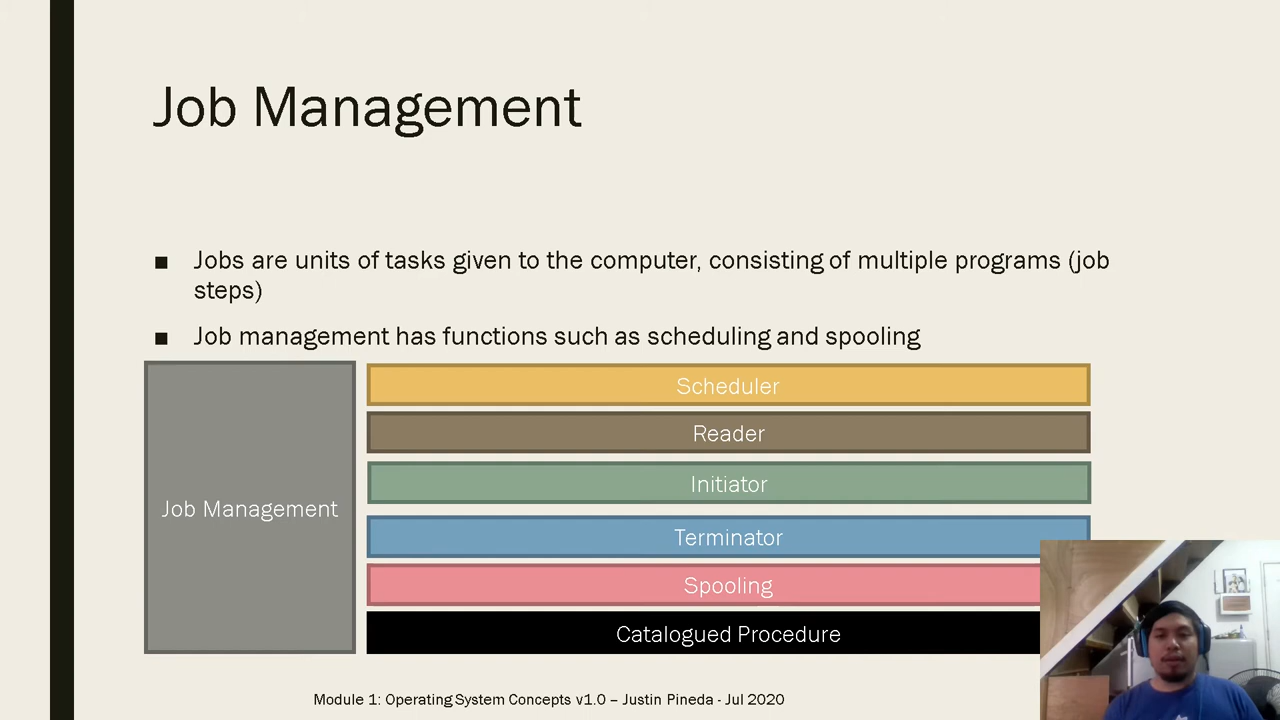 Job Management
■ Jobs are units of tasks given to the computer, consisting of multiple programs (job
steps)
■ Job management has functions such as scheduling and spooling
Job Management
Scheduler
Reader
Initiator
Terminator
Spooling
Catalogued Procedure
Module 1: Operating System Concepts v1.0 – Justin Pineda - Jul 2020